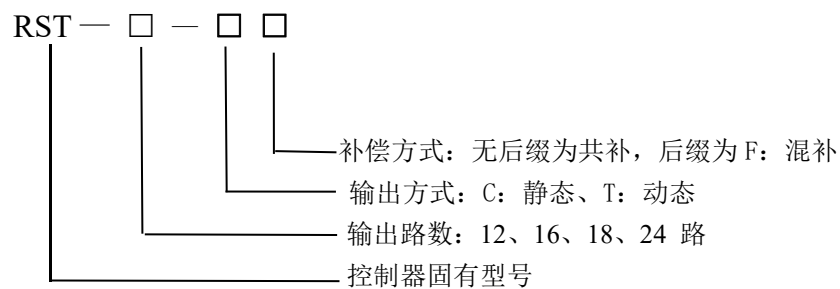 RST — □ — □ □
补偿方式：无后缀为共补，后缀为 F：混补
输出方式：C：静态、T：动态
输出路数：12、16、18、24 路
控制器固有型号